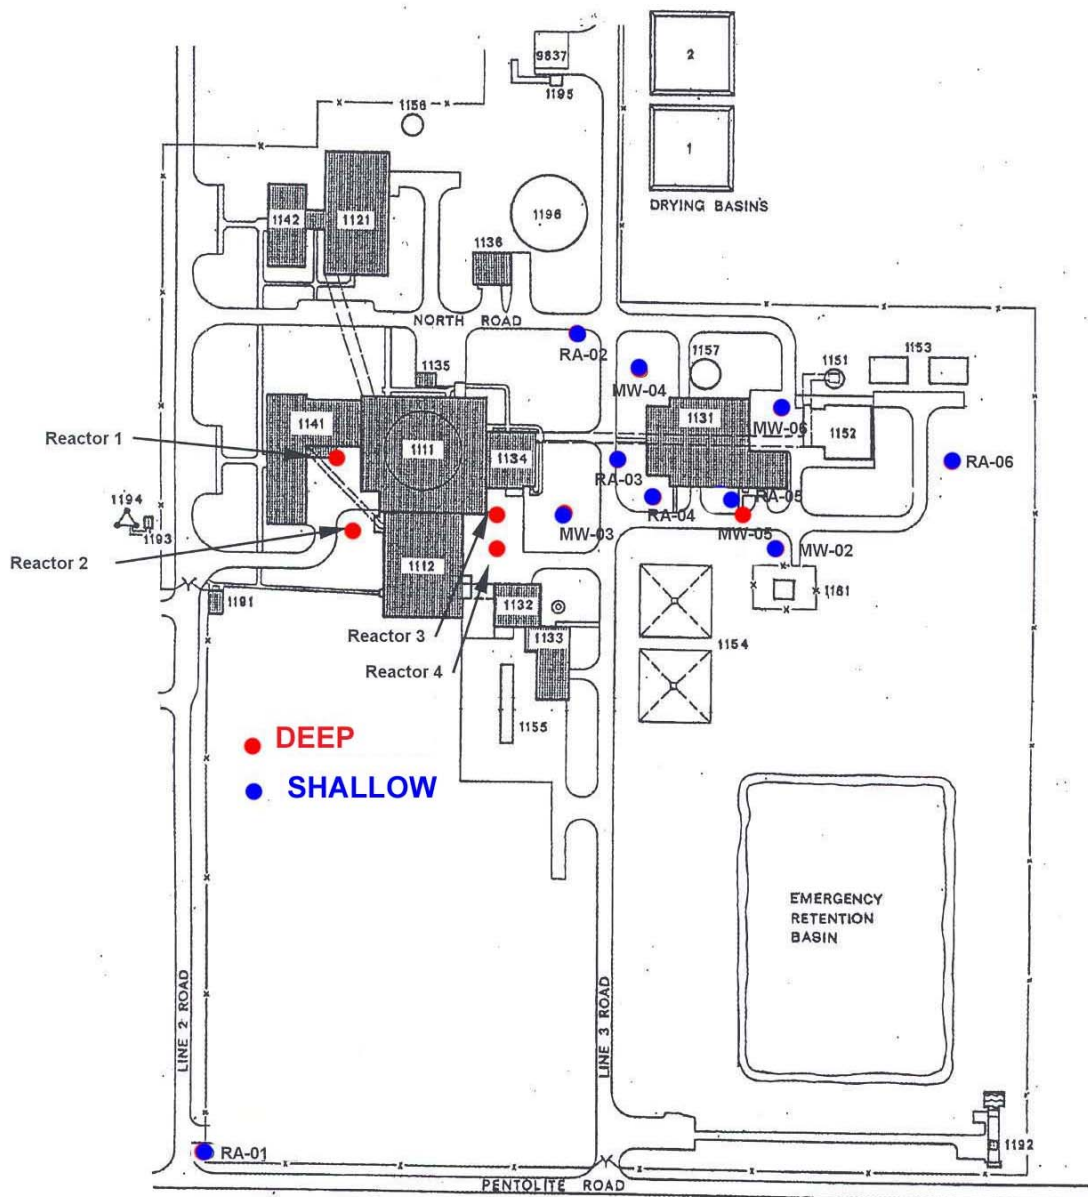 2
9837
1195
1156
1
DRYING BASINS
1142
1121
1196
1136
NORTH ROAD
RA-02
1135
MW-04
1157
1151
1153
1141
1131
MW-06
1152
Reactor 1
1111
1134
RA-03
RA-06
RA-05
RA-04
1194
1193
MW-03
MW-05
MW-02
Reactor 2
1112
1191
1132
1161
Reactor 3
1133
1154
Reactor 4
1155
DEEP
SHALLOW
EMERGENCY
RETENTION
BASIN
LINE 2 ROAD
LINE 3 ROAD
1192
RA-01
PENTOLITE ROAD